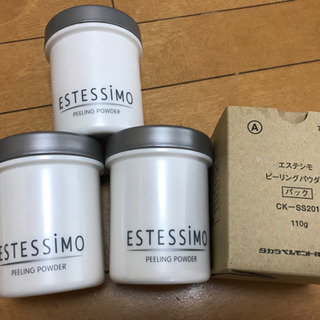 ESTESSiMO
PEELING POWDER
ESTESSiMO
PEELING POWDER
ESTESSiMO
PEELING POWDER
A
エステシモ
ピーリングパウダ
パック
CK-SS201
110g
タカラベルモント株